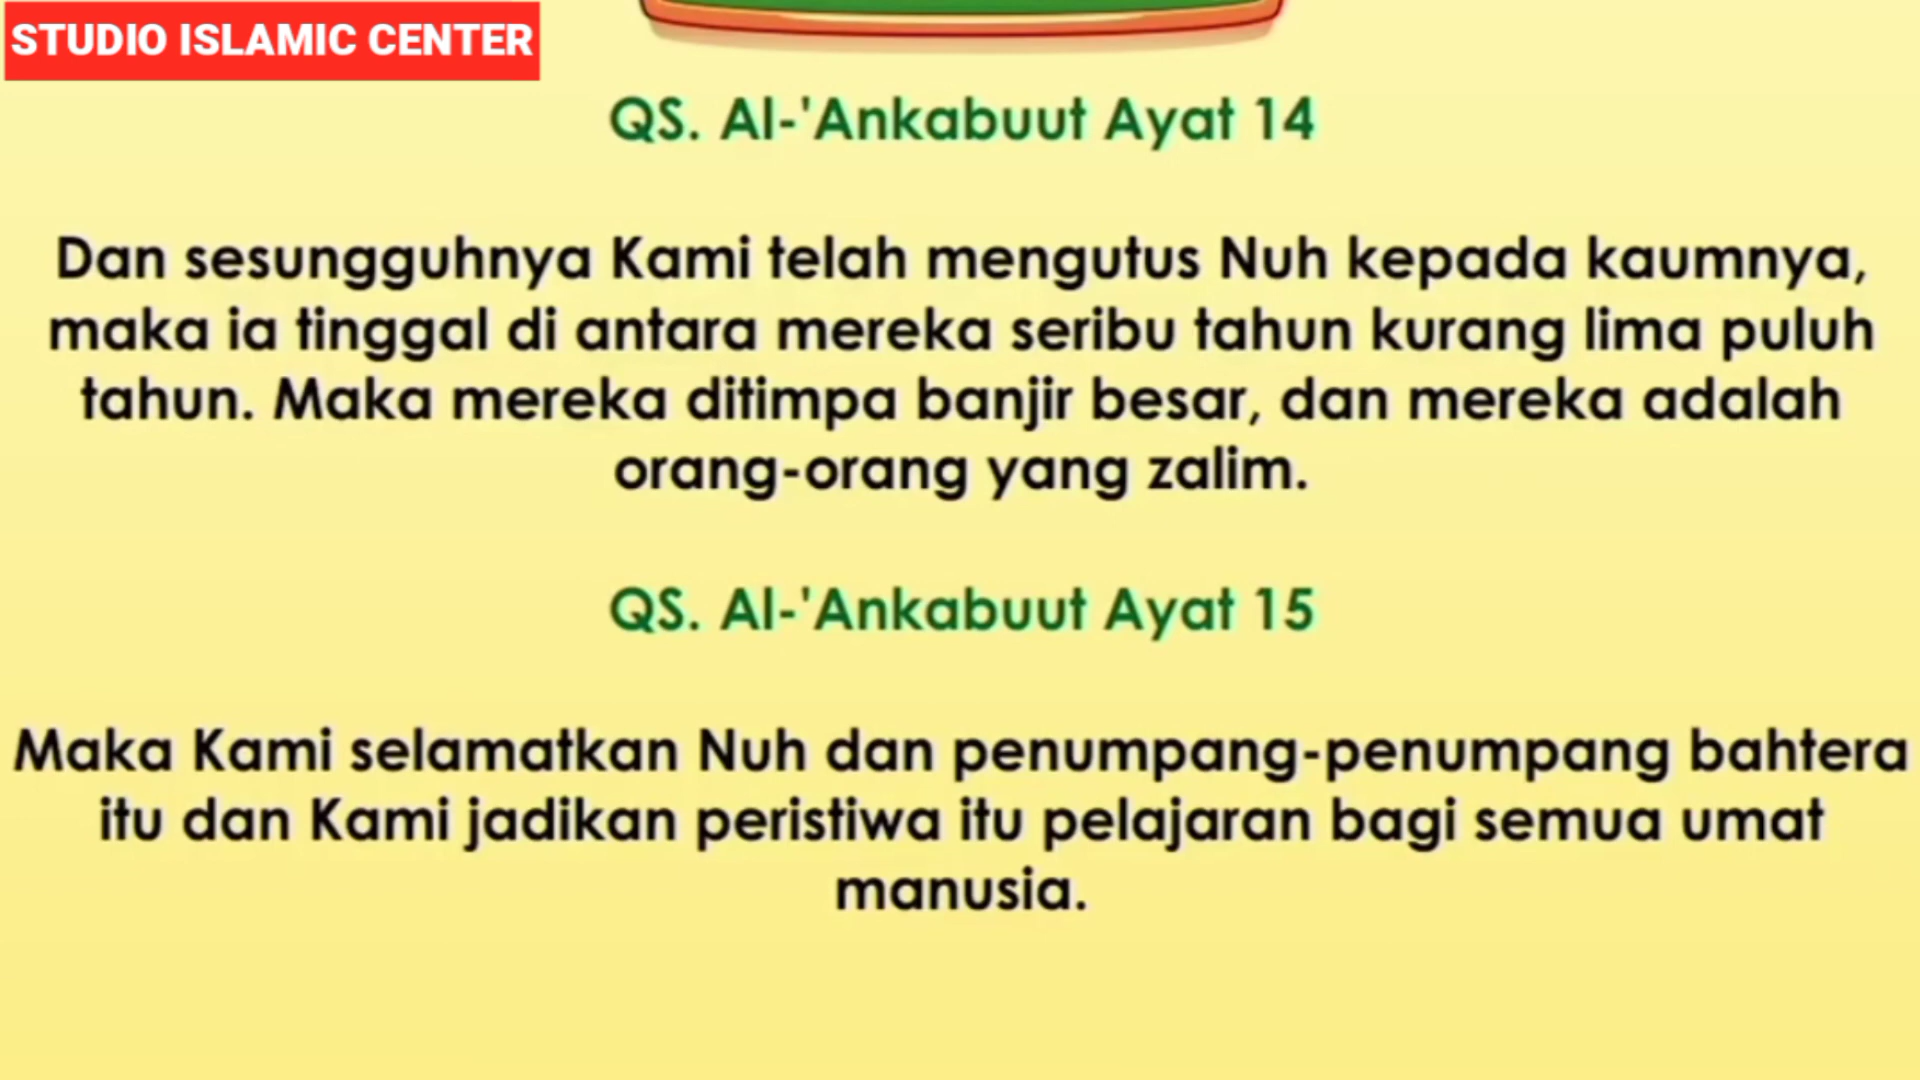 STUDIO ISLAMIC CENTER
QS. Al-'Ankabuut Ayat 14
Dan sesungguhnya Kami telah mengutus Nuh kepada kaumnya,
maka ia tinggal di antara mereka seribu tahun kurang lima puluh
tahun. Maka mereka ditimpa banjir besar, dan mereka adalah
orang-orang yang zalim.
QS. Al-'Ankabuut Ayat 15
Maka Kami selamatkan Nuh dan penumpang-penumpang bahtera
itu dan Kami jadikan peristiwa itu pelajaran bagi semua umat
manusia.